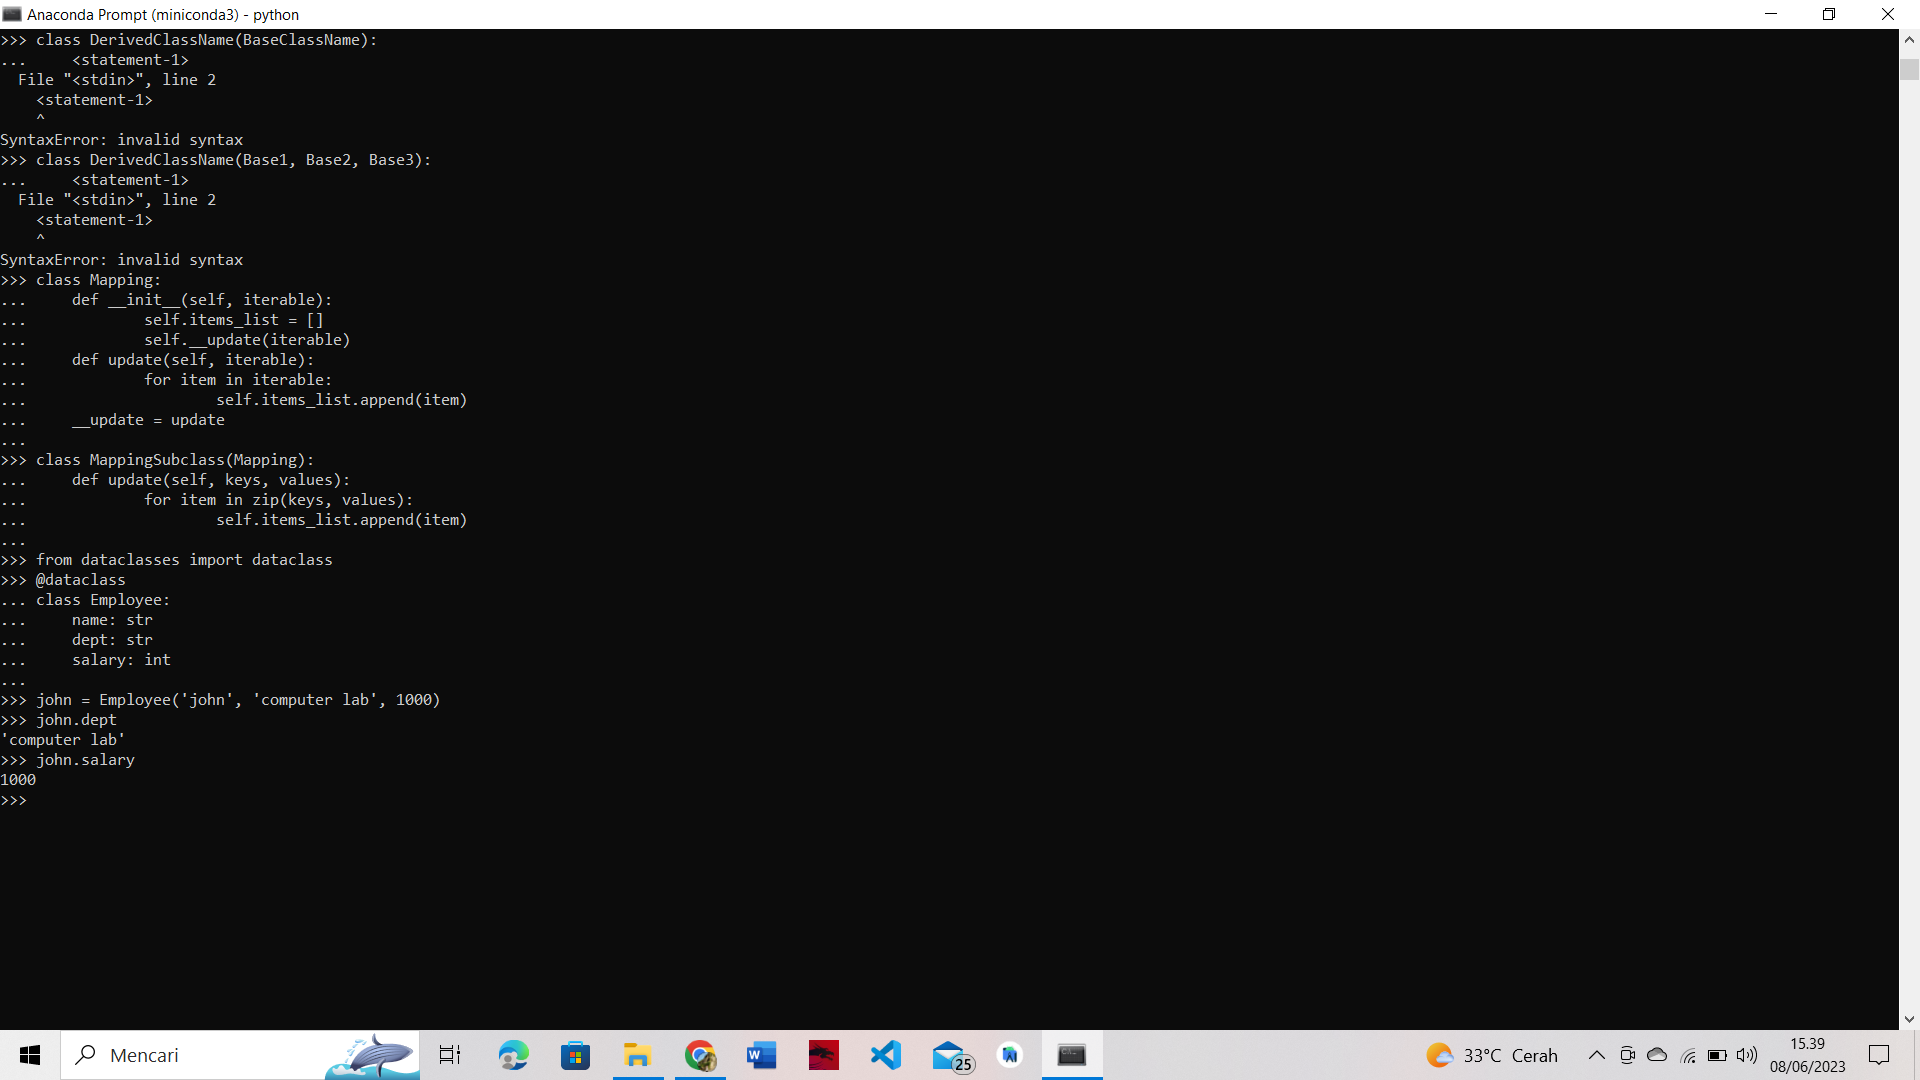 Anaconda Prompt (miniconda3) - python
>>> class DerivedClassName(BaseClassName):
...     <statement-1>
  File "<stdin>", line 2
    <statement-1>
    ^
SyntaxError: invalid syntax
>>> class DerivedClassName(Base1, Base2, Base3):
...     <statement-1>
  File "<stdin>", line 2
    <statement-1>
    ^
SyntaxError: invalid syntax
>>> class Mapping:
...     def __init__(self, iterable):
...             self.items_list = []
...             self.__update(iterable)
...     def update(self, iterable):
...             for item in iterable:
...                     self.items_list.append(item)
...     __update = update
...
>>> class MappingSubclass(Mapping):
...     def update(self, keys, values):
...             for item in zip(keys, values):
...                     self.items_list.append(item)
...
>>> from dataclasses import dataclass
>>> @dataclass
... class Employee:
...     name: str
...     dept: str
...     salary: int
...
>>> john = Employee('john', 'computer lab', 1000)
>>> john.dept
'computer lab'
>>> john.salary
1000
>>>
Mencari
25
33°C Cerah
15.39
08/06/2023